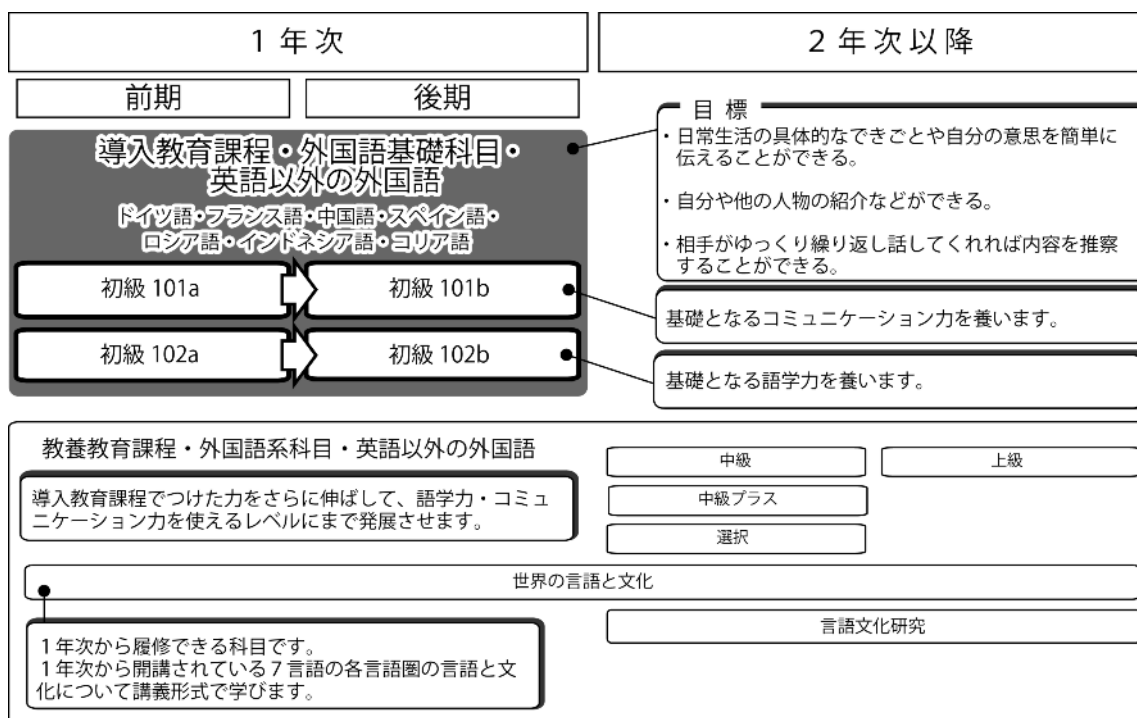 1年次
2年次以降
前期
後期
導入教育課程・外国語基礎科目・
英語以外の外国語
ドイツ語・フランス語・中国語・スペイン語・
ロシア語・インドネシア語・コリア語
初級 101a
初級 101b
初級 102a
初級 102b
目標
・日常生活の具体的なできごとや自分の意思を簡単に
伝えることができる。
・自分や他の人物の紹介などができる。
・相手がゆっくり繰り返し話してくれれば内容を推察
することができる。
基礎となるコミュニケーション力を養います。
基礎となる語学力を養います。
教養教育課程・外国語系科目・英語以外の外国語
導入教育課程でつけた力をさらに伸ばして、語学力・コミュ
ニケーション力を使えるレベルにまで発展させます。
中級
上級
中級プラス
選択
世界の言語と文化
言語文化研究
1年次から履修できる科目です。
1年次から開講されている7言語の各言語圏の言語と文
化について講義形式で学びます。